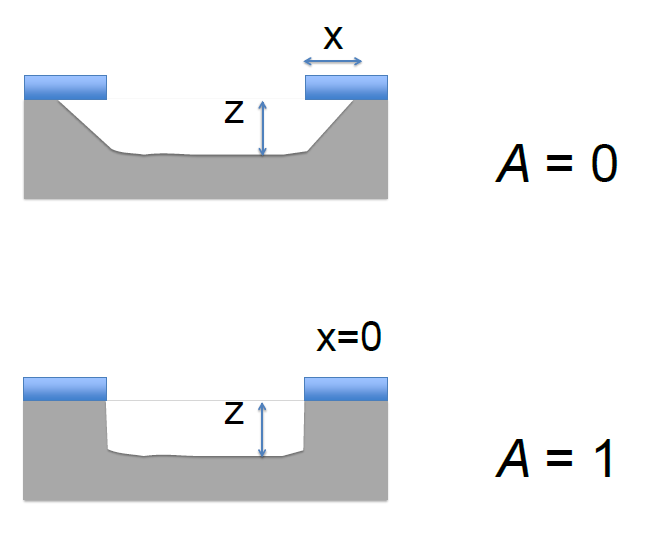 x
z
A = 0
x=0
z
A = 1